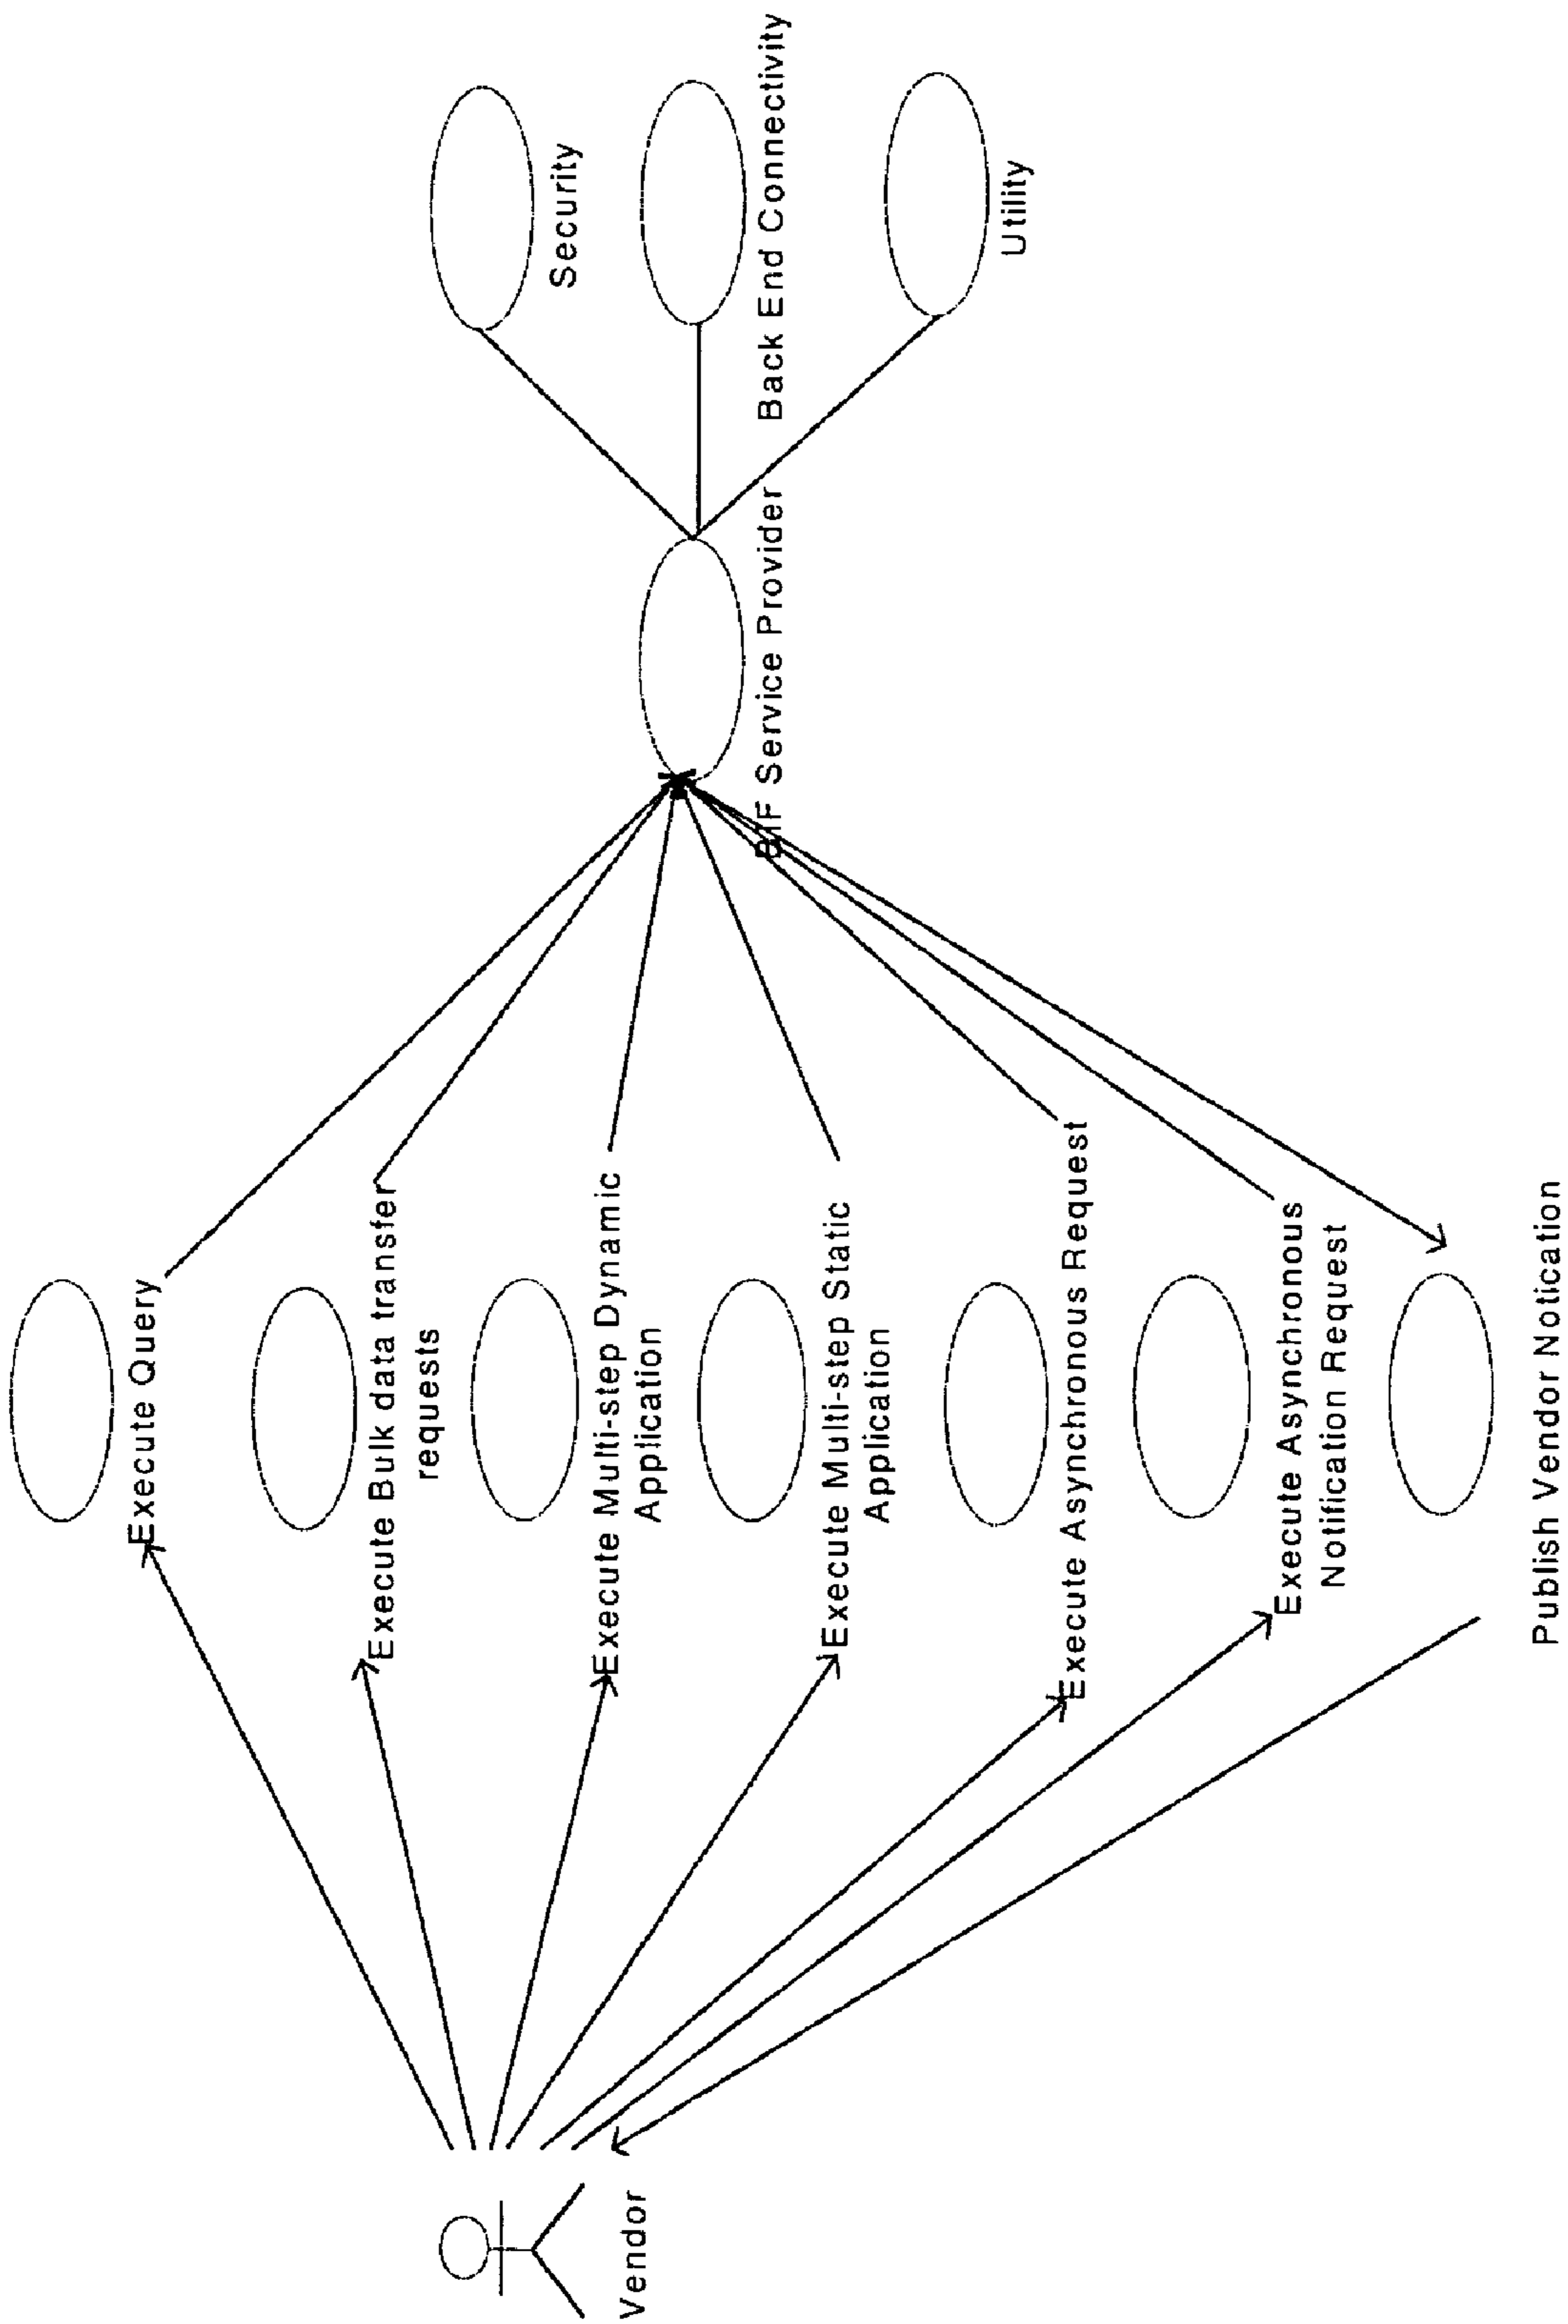 Vendor
Execute Query
Execute Bulk data transfer
requests
Execute Multi-step Dynamic
Application
Execute Multi-step Static
Application
Execute Asynchronous Request
Execute Asynchronous
Notification Request
Publish Vendor Notication
Service Provider
Security
Back End Connectivity
Utility